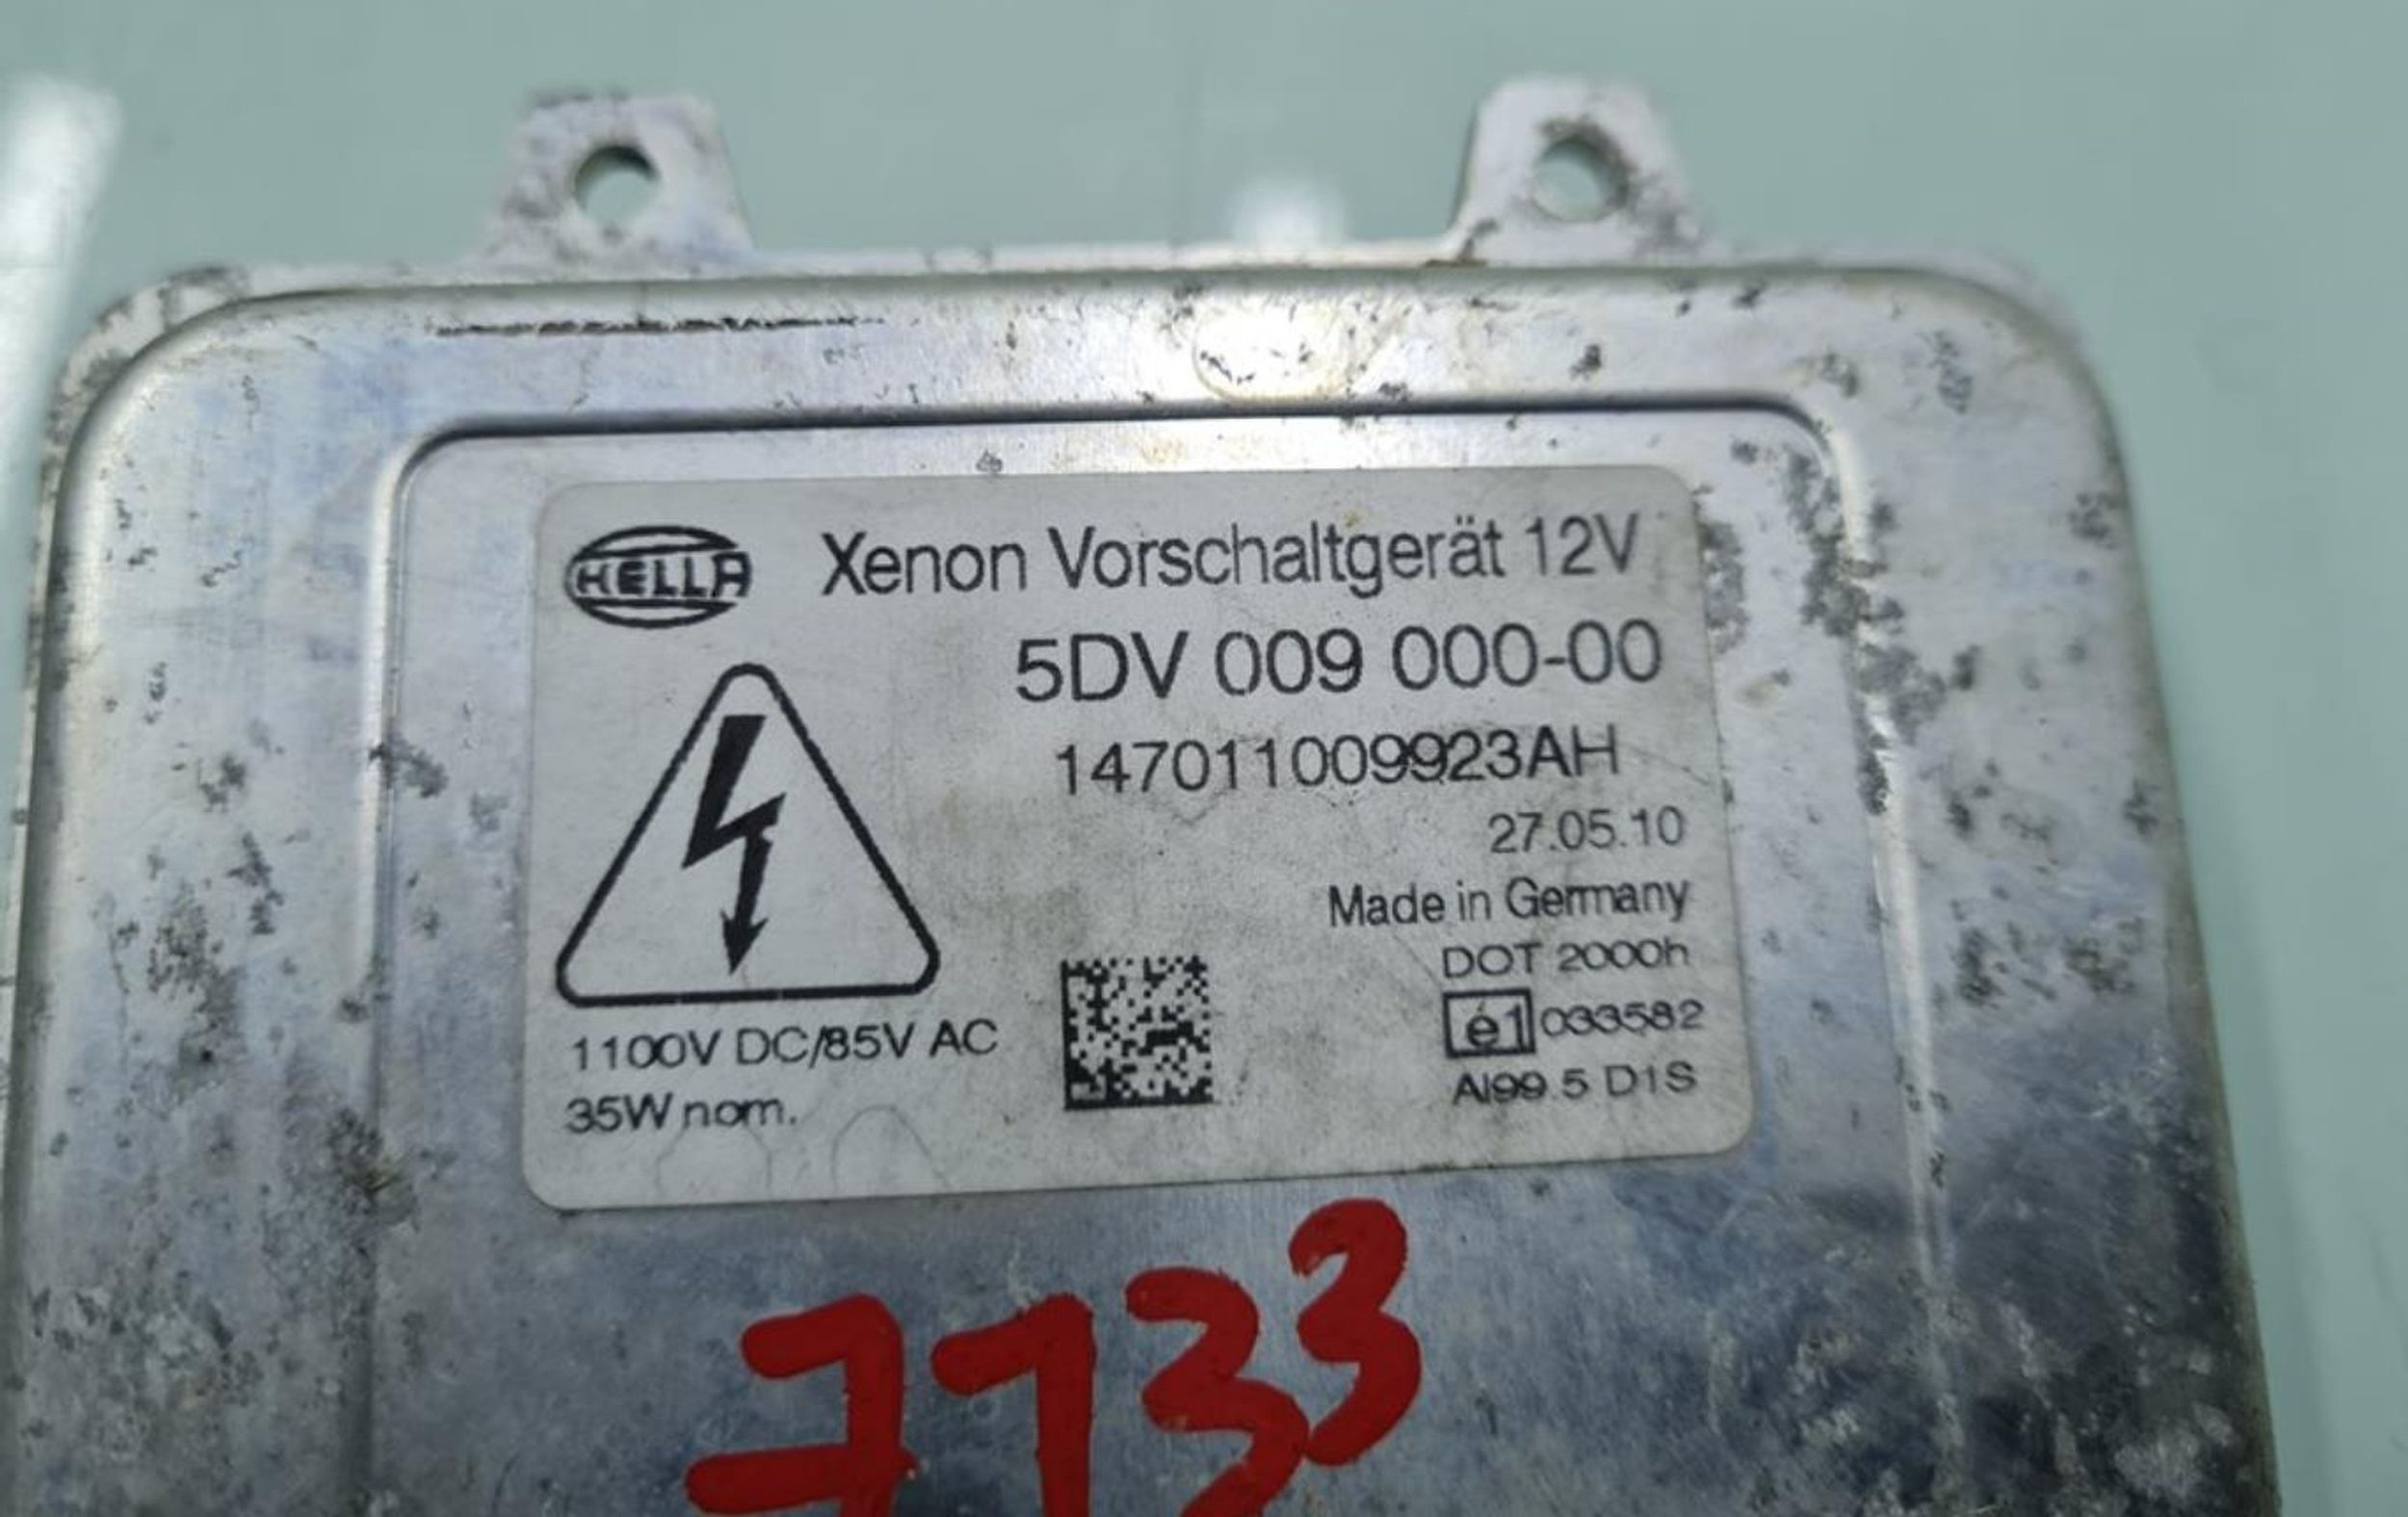 HELLA
Xenon Vorschaltgerät 12V
5DV 009 000-00
147011009923AH
27.05.10
Made in Germany
DOT 2000h
e1 033582
AI99.5 D1S
1100V DC/85V AC
35W nom.
7133